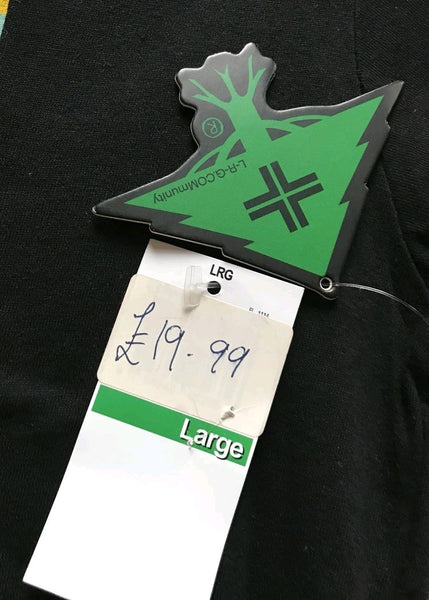 ®
L-R-G.COMmunity
LRG
£19.99
Large